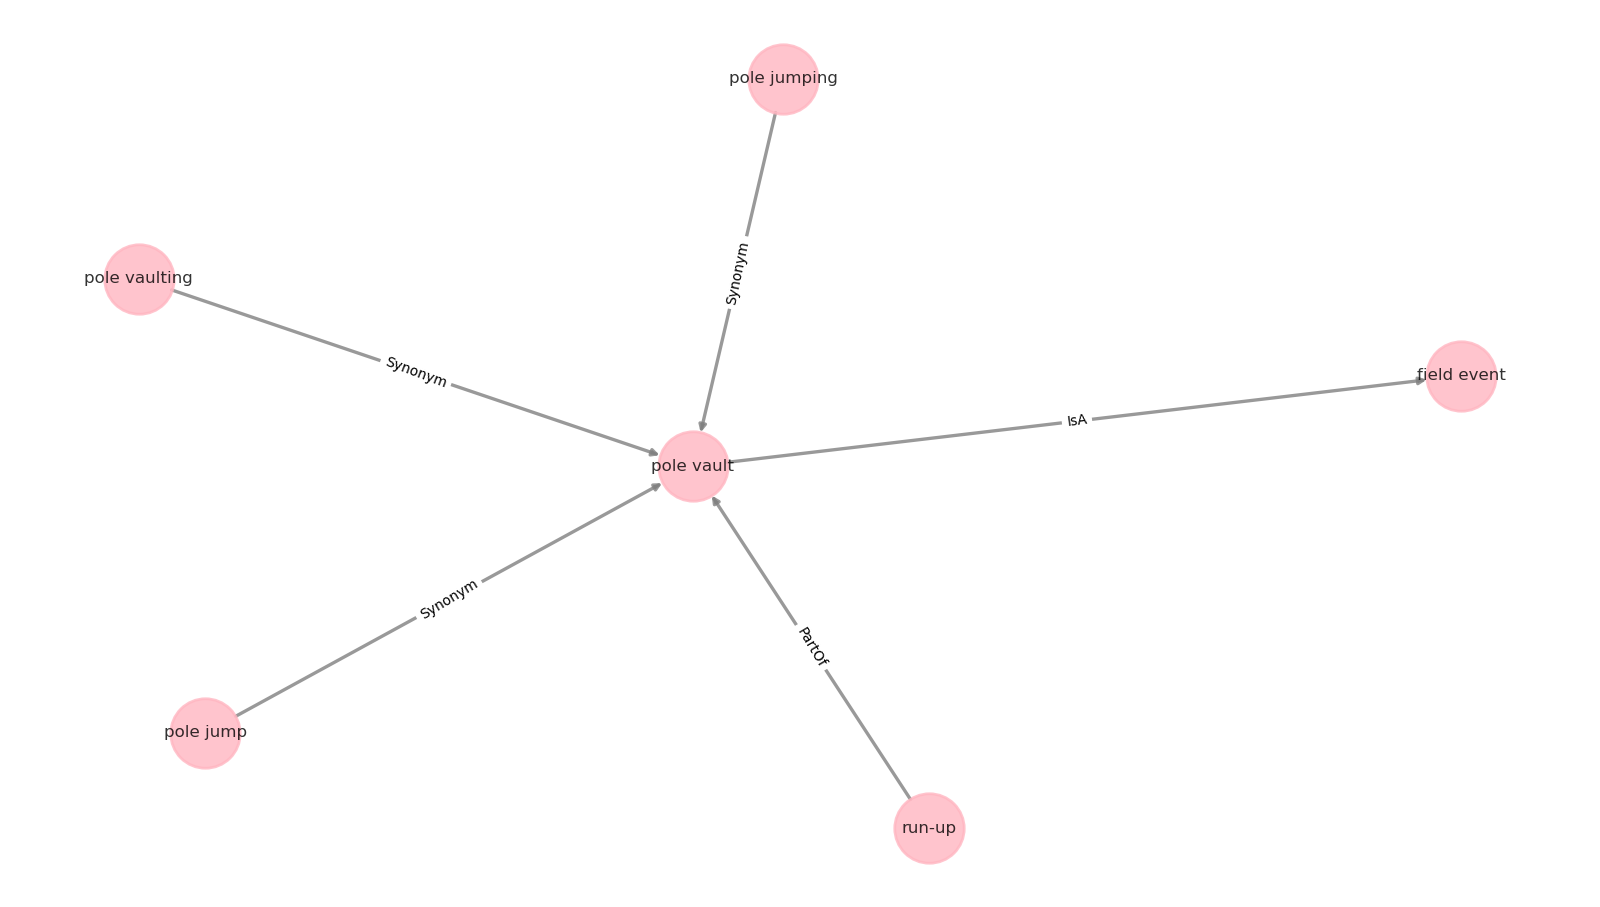 pole jumping
Synonym
pole vaulting
Synonym
field event
IsA
pole vault
Synonym
PartOf
pole jump
run-up